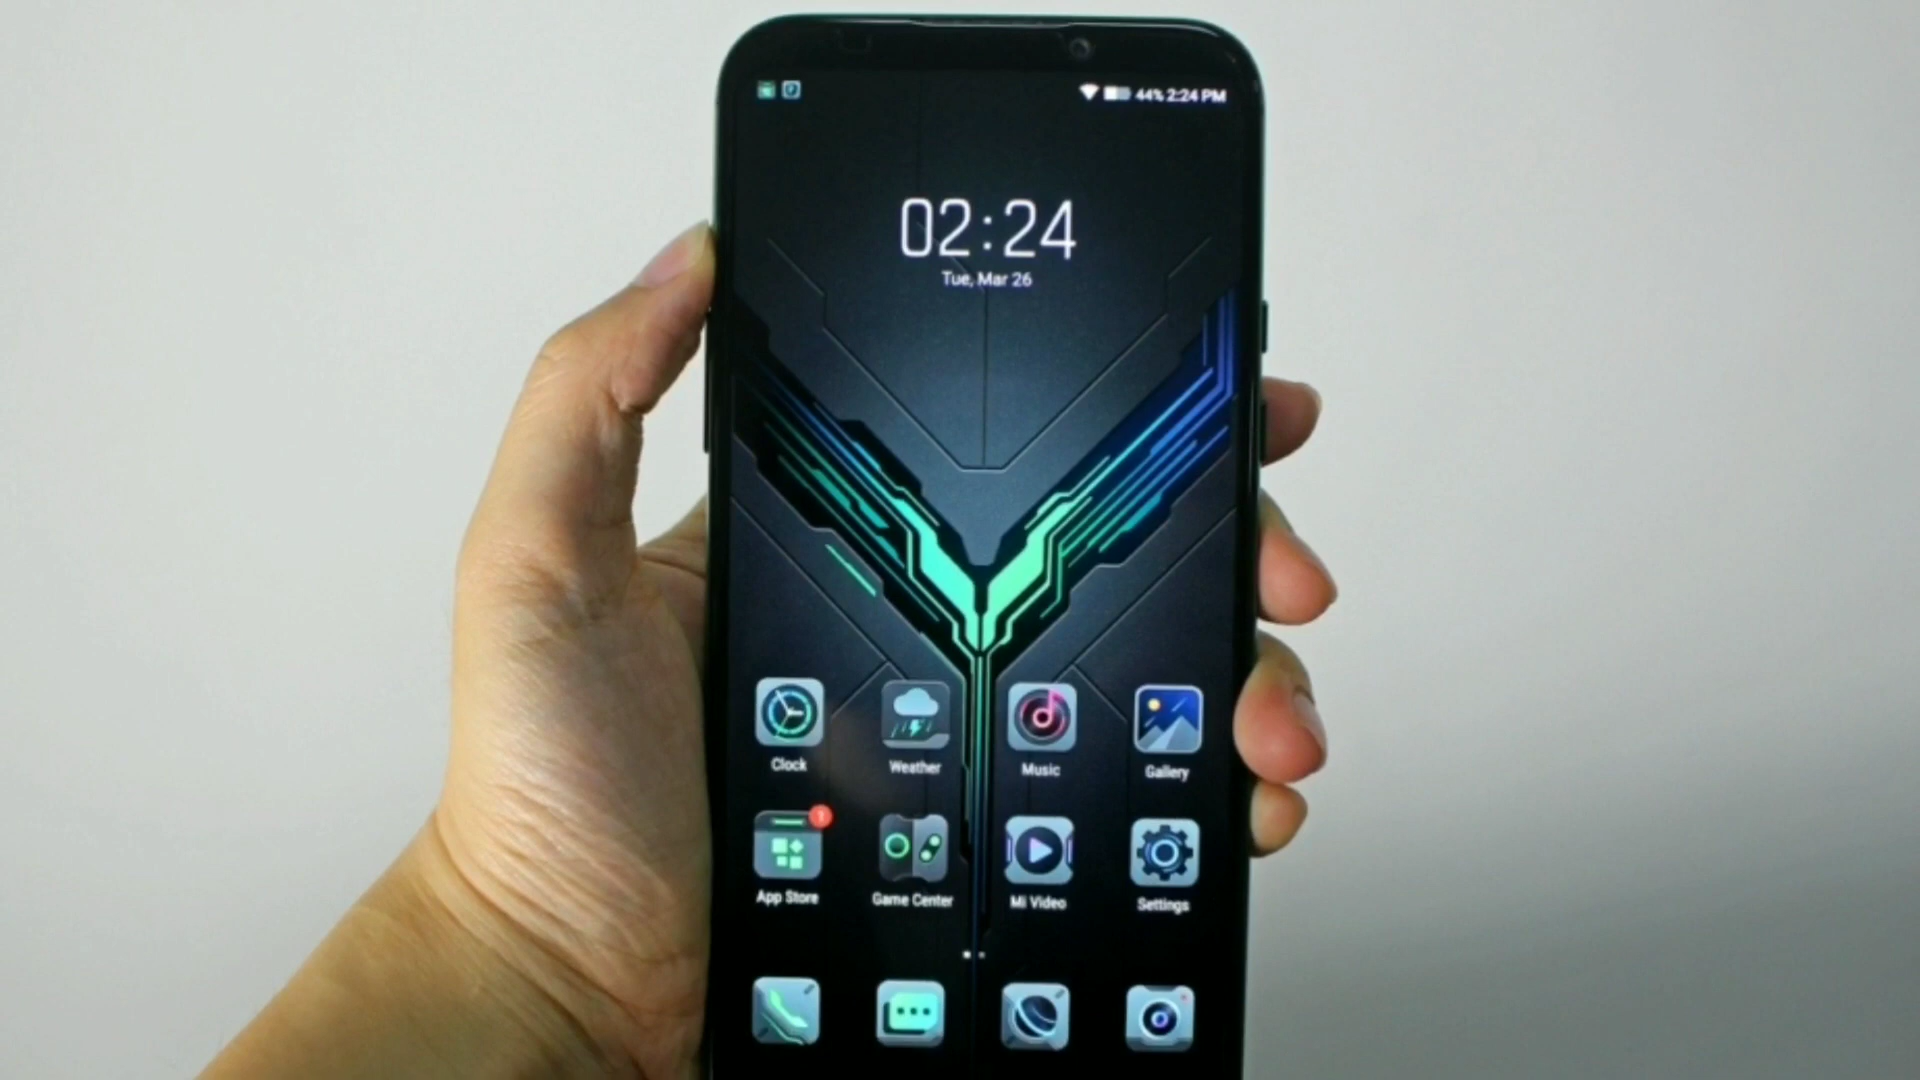 44% 2:24 PM
02:24
Tue, Mar 26
Clock Weather Music Gallery
App Store Game Center Mi Video Settings